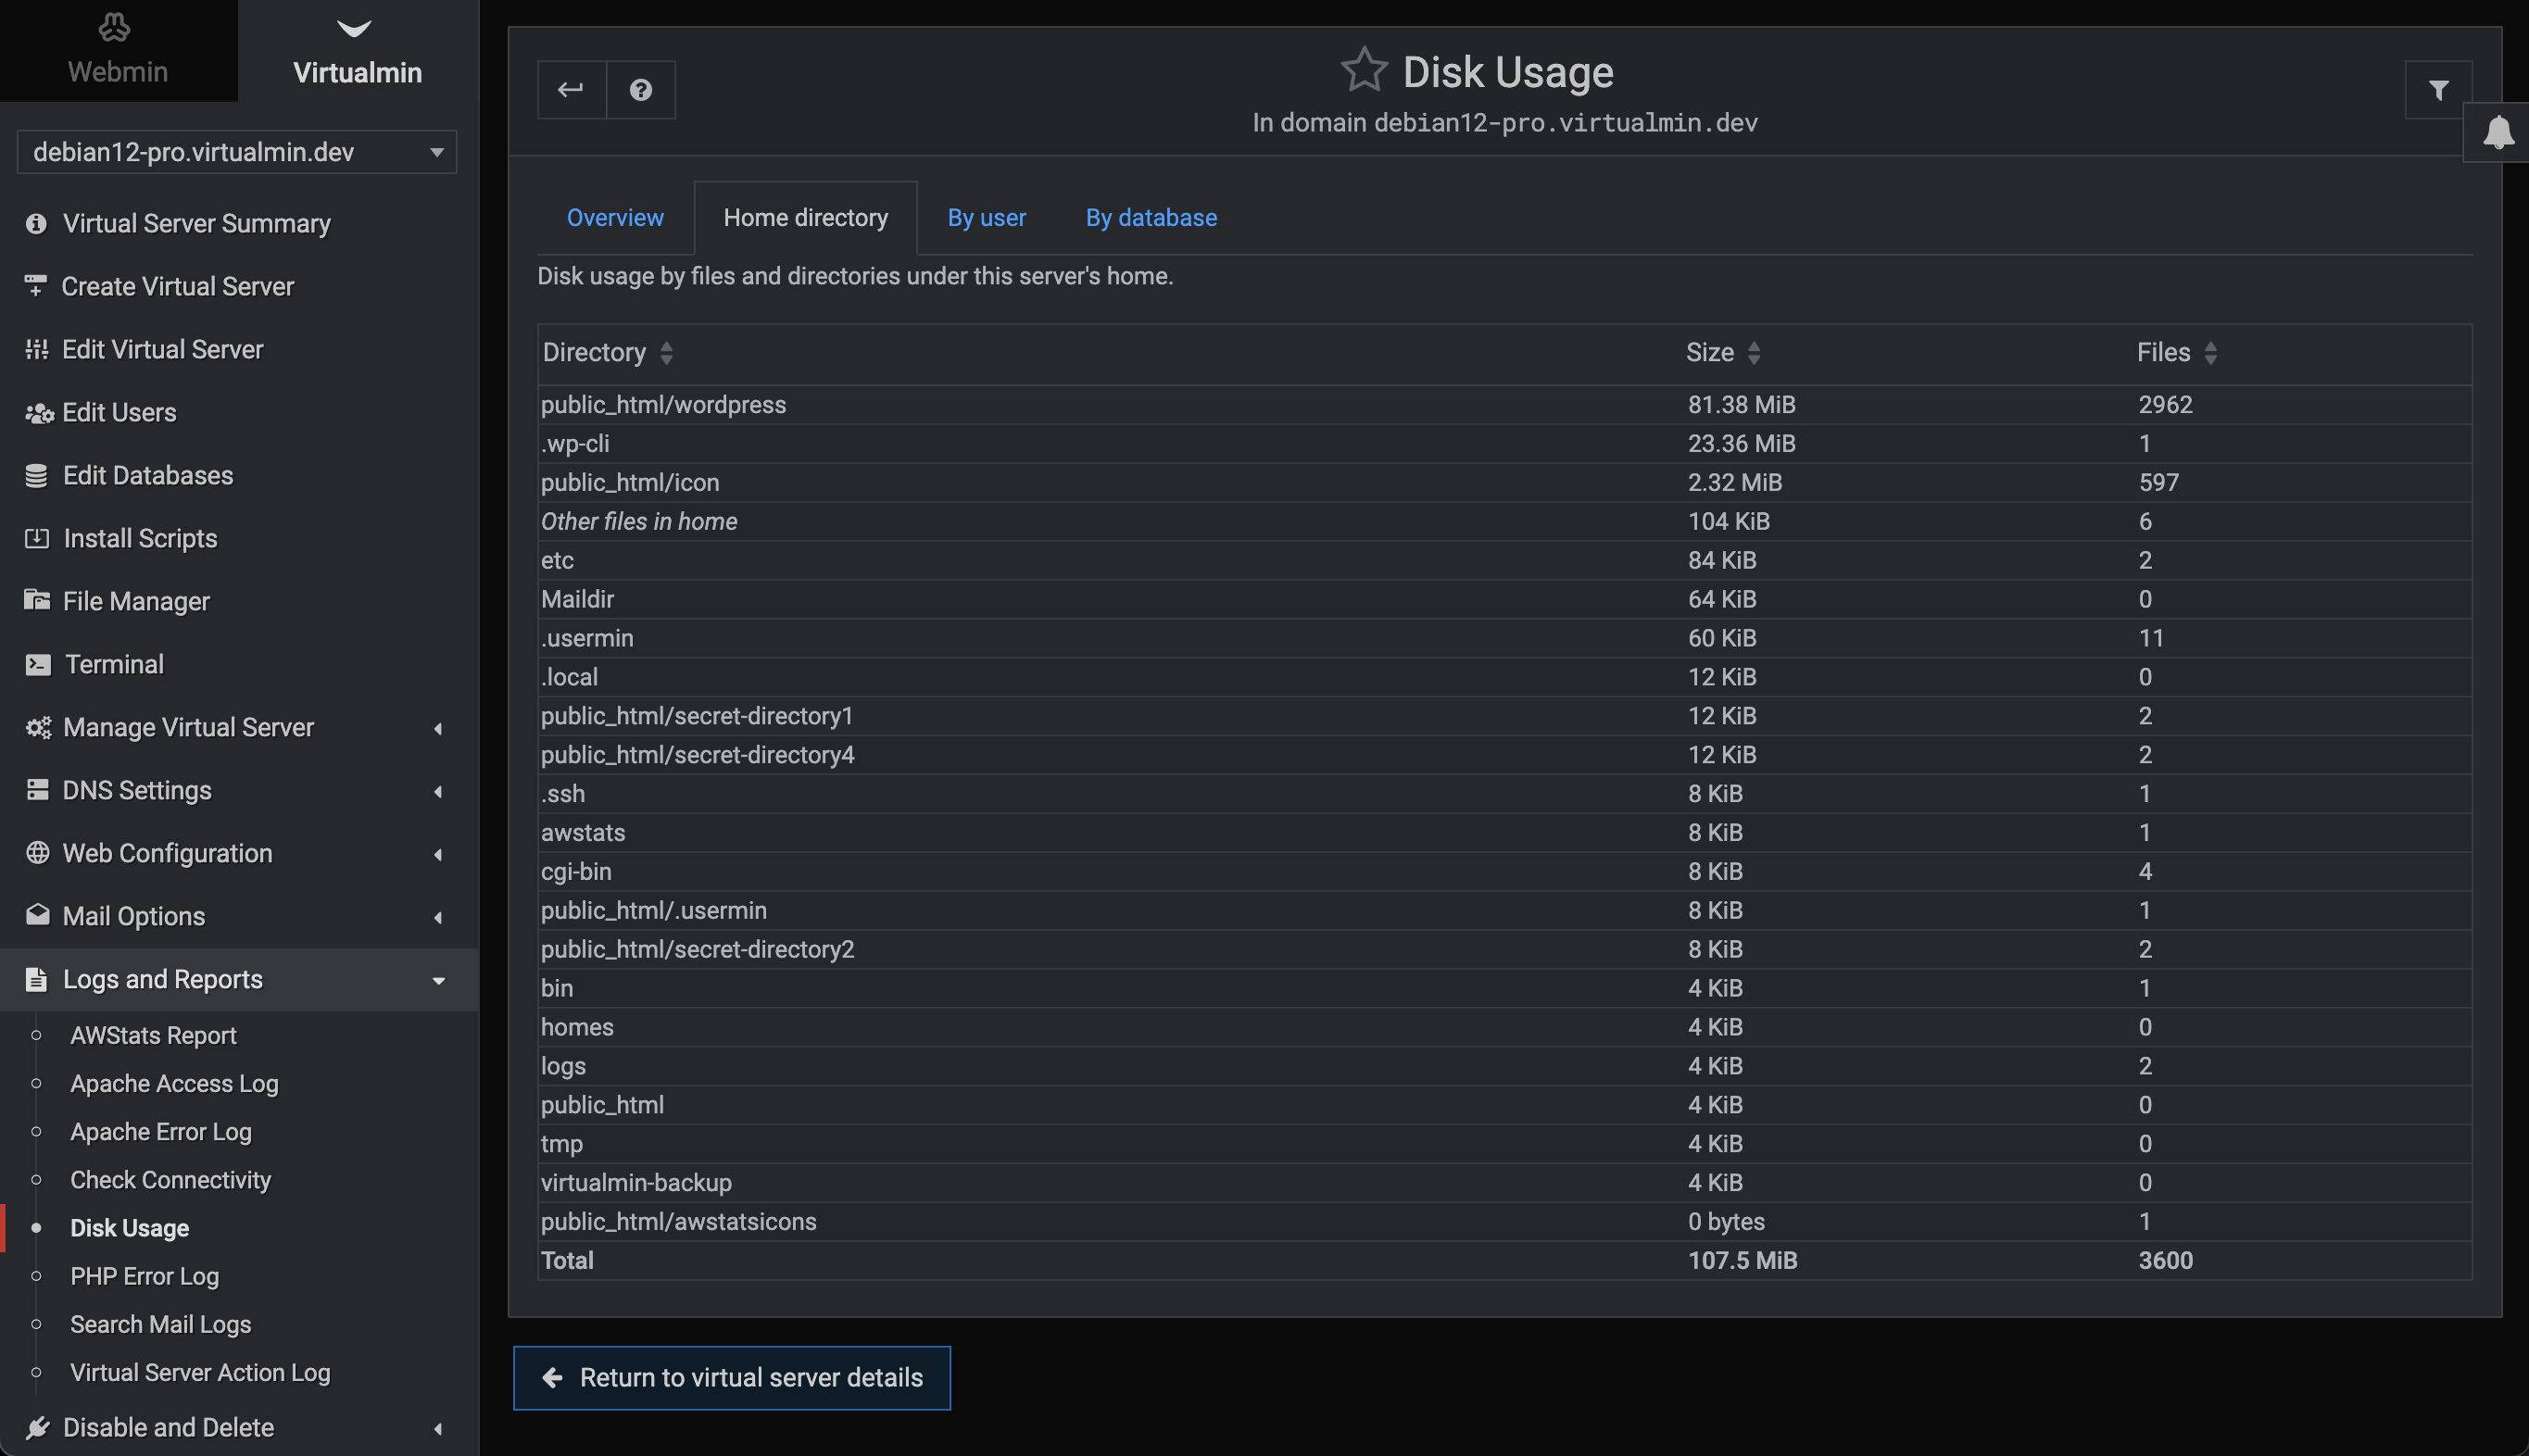 Webmin
Virtualmin
debian12-pro.virtualmin.dev
Virtual Server Summary
Create Virtual Server
Edit Virtual Server
Edit Users
Edit Databases
Install Scripts
File Manager
Terminal
Manage Virtual Server
DNS Settings
Web Configuration
Mail Options
Logs and Reports
AWStats Report
Apache Access Log
Apache Error Log
Check Connectivity
Disk Usage
PHP Error Log
Search Mail Logs
Virtual Server Action Log
Disable and Delete
Disk Usage
In domain debian12-pro.virtualmin.dev
Overview Home directory By user By database
Disk usage by files and directories under this server's home.
Directory Size Files
public_html/wordpress 81.38 MiB 2962
.wp-cli 23.36 MiB 1
public_html/icon 2.32 MiB 597
Other files in home 104 KiB 6
etc 84 KiB 2
Maildir 64 KiB 0
.usermin 60 KiB 11
.local 12 KiB 0
public_html/secret-directory1 12 KiB 2
public_html/secret-directory4 12 KiB 2
.ssh 8 KiB 1
awstats 8 KiB 1
cgi-bin 8 KiB 4
public_html/.usermin 8 KiB 1
public_html/secret-directory2 8 KiB 2
bin 4 KiB 1
homes 4 KiB 0
logs 4 KiB 2
public_html 4 KiB 0
tmp 4 KiB 0
virtualmin-backup 4 KiB 0
public_html/awstatsicons 0 bytes 1
Total 107.5 MiB 3600
Return to virtual server details